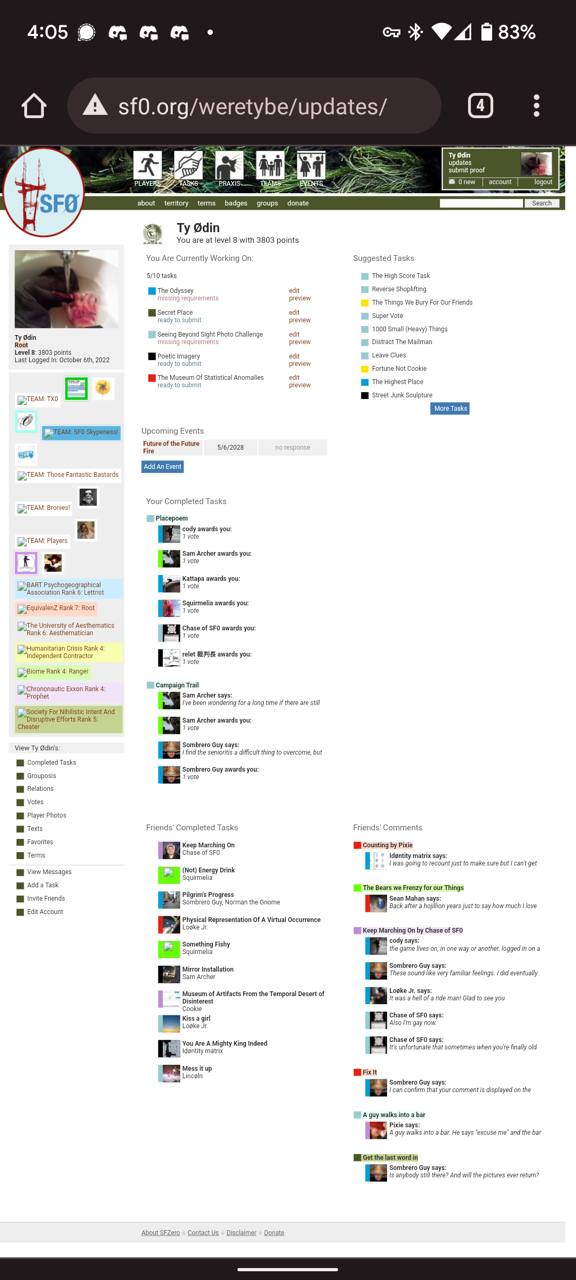 4:05
83%
sf0.org/weretybe/updates/
4
PLAYERS TASKS PRAXIS TEAMS EVENTS
Ty Ødin
updates
submit proof
0 new | account | logout
SFØ
about territory terms badges groups donate
Search
Ty Ødin
You are at level 8 with 3803 points
You Are Currently Working On:
5/10 tasks
The Odyssey edit
missing requirements preview
Secret Place edit
ready to submit preview
Seeing Beyond Sight Photo Challenge edit
missing requirements preview
Poetic Imagery edit
ready to submit preview
The Museum Of Statistical Anomalies edit
ready to submit preview
Suggested Tasks
The High Score Task
Reverse Shoplifting
The Things We Bury For Our Friends
Super Vote
1000 Small (Heavy) Things
Distract The Mailman
Leave Clues
Fortune Not Cookie
The Highest Place
Street Junk Sculpture
More Tasks
Ty Ødin
Root
Level 8: 3803 points
Last Logged In: October 6th, 2022
TEAM: TX0
TEAM: SF0 Skypeness!
TEAM: Those Fantastic Bastards
TEAM: Bronies!
TEAM: Players
BART Psychogeographical
Association Rank 6: Lettrist
EquivalenZ Rank 7: Root
The University of Aesthematics
Rank 6: Aesthematician
Humanitarian Crisis Rank 4:
Independent Contractor
Biome Rank 4: Ranger
Chrononautic Exxon Rank 4:
Prophet
Society For Nihilistic Intent And
Disruptive Efforts Rank 5:
Cheater
View Ty Ødin's:
Completed Tasks
Grouposis
Relations
Votes
Player Photos
Texts
Favorites
Terms
View Messages
Add a Task
Invite Friends
Edit Account
Upcoming Events
Future of the Future
Fire
5/6/2028
no response
Add An Event
Your Completed Tasks
Placepoem
cody awards you:
1 vote
Sam Archer awards you:
1 vote
Kattapa awards you:
1 vote
Squirmelia awards you:
1 vote
Chase of SF0 awards you:
1 vote
relet 裁判長 awards you:
1 vote
Campaign Trail
Sam Archer says:
I've been wondering for a long time if there are still
Sam Archer awards you:
1 vote
Sombrero Guy says:
I find the senioritis a difficult thing to overcome, but
Sombrero Guy awards you:
1 vote
Friends' Completed Tasks
Keep Marching On
Chase of SF0
(Not) Energy Drink
Squirmelia
Pilgrim's Progress
Sombrero Guy, Norman the Gnome
Physical Representation Of A Virtual Occurrence
Loøke Jr.
Something Fishy
Squirmelia
Mirror Installation
Sam Archer
Museum of Artifacts From the Temporal Desert of
Disinterest
Cookie
Kiss a girl
Loøke Jr.
You Are A Mighty King Indeed
Idøntity matrix
Mess it up
Lincøln
Friends' Comments
Counting by Pixie
Idøntity matrix says:
I was going to recount just to make sure but I can't get
The Bears we Frenzy for our Things
Sean Mahan says:
Back after a hojillion years just to say how much I love
Keep Marching On by Chase of SF0
cody says:
the game lives on, in one way or another. logged in on a
Sombrero Guy says:
These sound like very familiar feelings. I did eventually
Loøke Jr. says:
It was a hell of a ride man! Glad to see you
Chase of SF0 says:
Also I'm gay now.
Chase of SF0 says:
It's unfortunate that sometimes when you're finally old
Fix It
Sombrero Guy says:
I can confirm that your comment is displayed on the
A guy walks into a bar
Pixie says:
A guy walks into a bar. He says "excuse me" and the bar
Get the last word in
Sombrero Guy says:
Is anybody still there? And will the pictures ever return?
About SFZero » Contact Us » Disclaimer » Donate